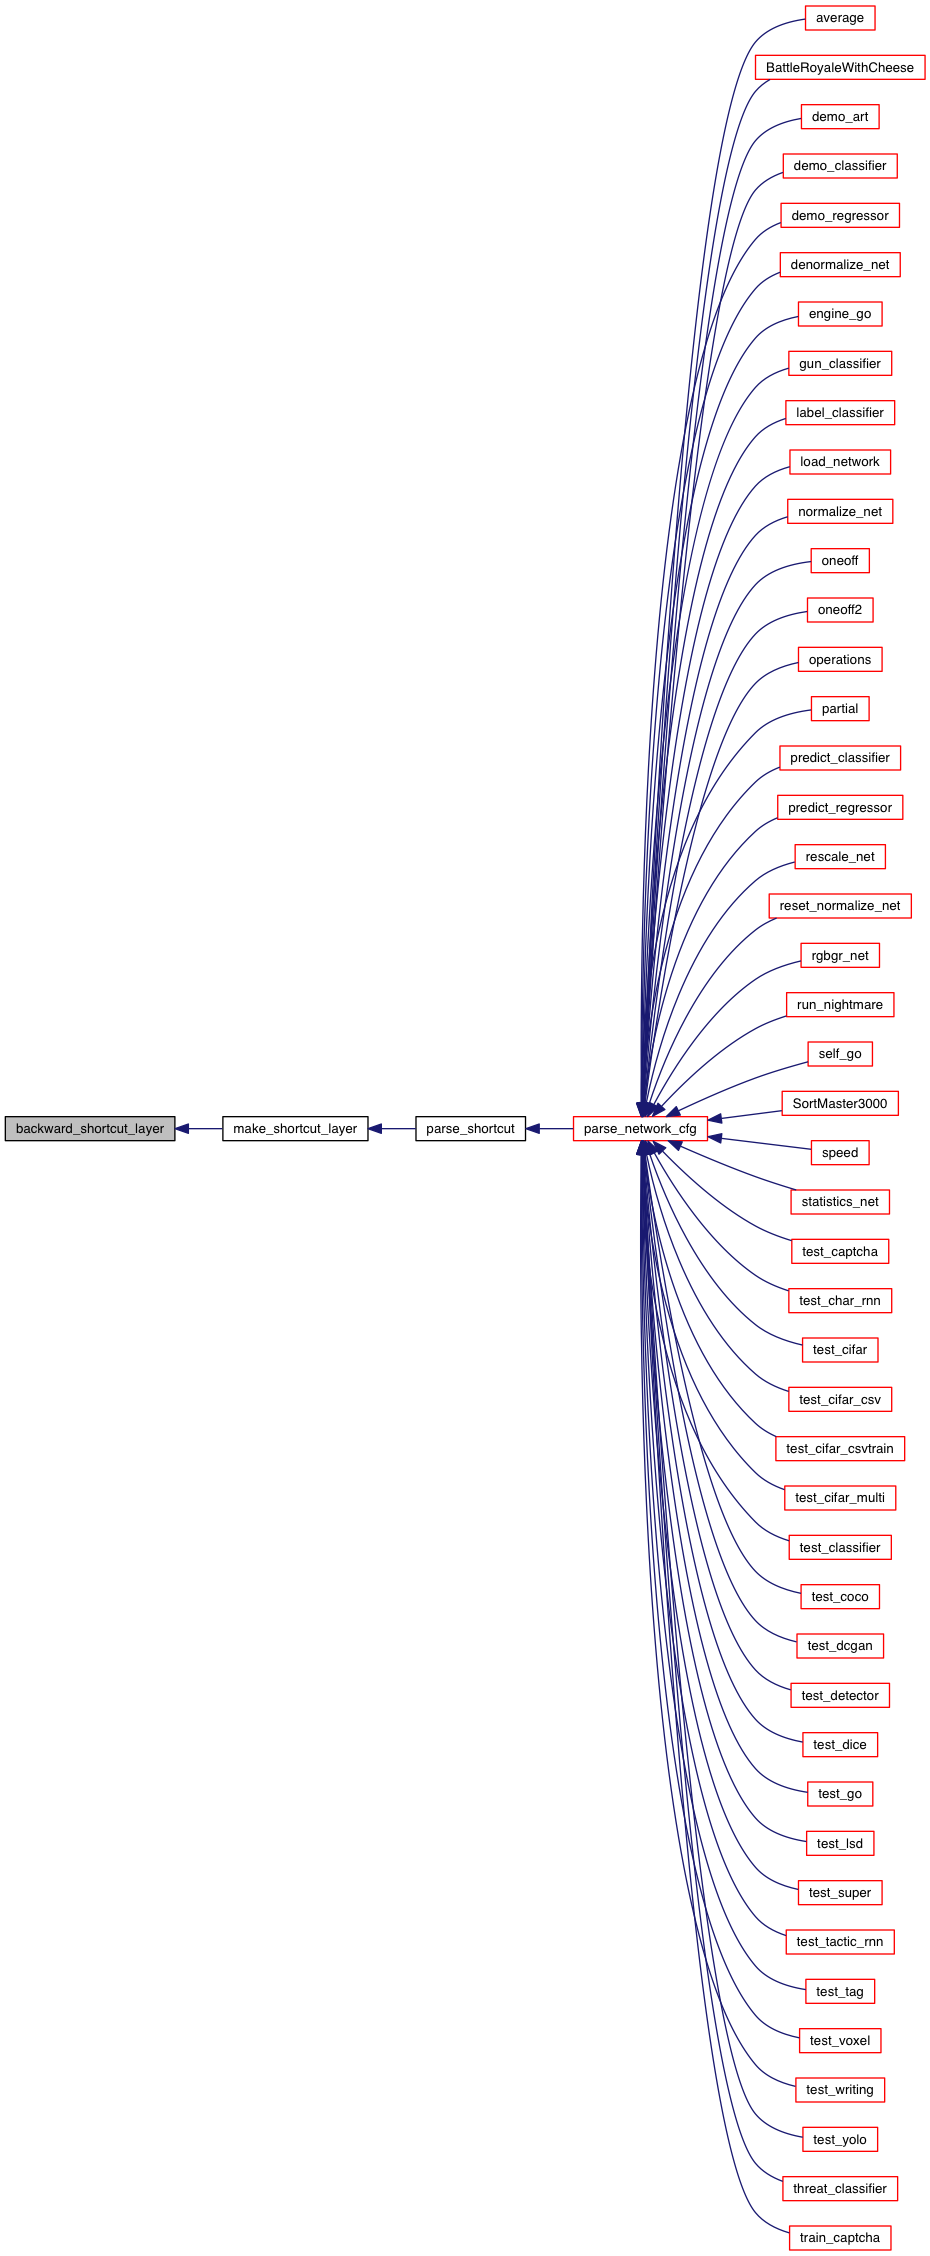 average
BattleRoyaleWithCheese
demo_art
demo_classifier
demo_regressor
denormalize_net
engine_go
gun_classifier
label_classifier
load_network
normalize_net
oneoff
oneoff2
operations
partial
predict_classifier
predict_regressor
rescale_net
reset_normalize_net
rgbgr_net
run_nightmare
self_go
SortMaster3000
backward_shortcut_layer
make_shortcut_layer
parse_shortcut
parse_network_cfg
speed
statistics_net
test_captcha
test_char_rnn
test_cifar
test_cifar_csv
test_cifar_csvtrain
test_cifar_multi
test_classifier
test_coco
test_dcgan
test_detector
test_dice
test_go
test_lsd
test_super
test_tactic_rnn
test_tag
test_voxel
test_writing
test_yolo
threat_classifier
train_captcha